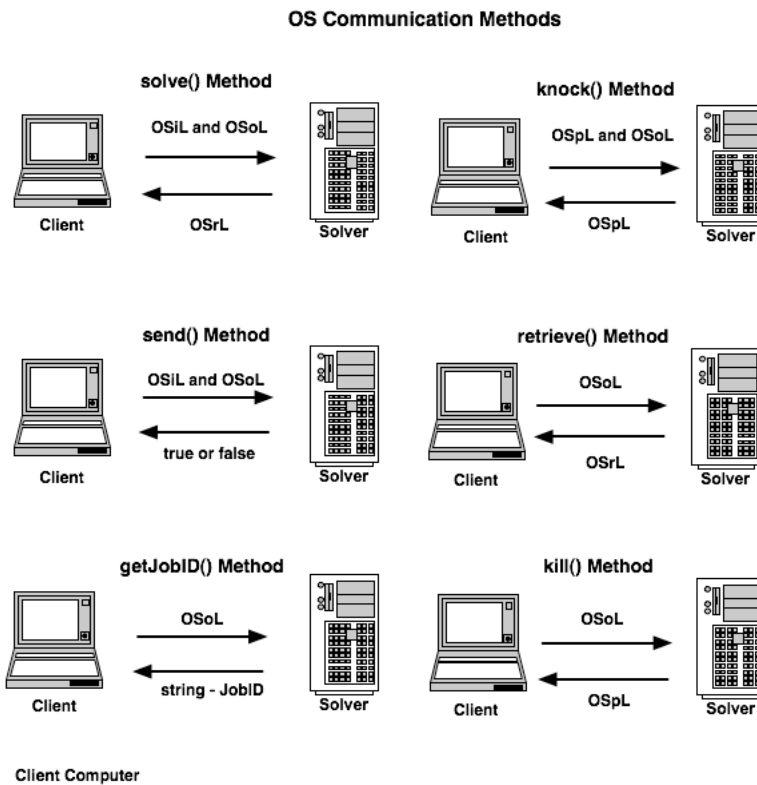 OS Communication Methods
solve() Method
OSiL and OSoL
OSrL
Client
Solver
knock() Method
OSpL and OSoL
OSpL
Client
Solver
send() Method
OSiL and OSoL
true or false
Client
Solver
retrieve() Method
OSoL
OSrL
Client
Solver
getJobID() Method
OSoL
string - JobID
Client
Solver
kill() Method
OSoL
OSpL
Client
Solver
Client Computer